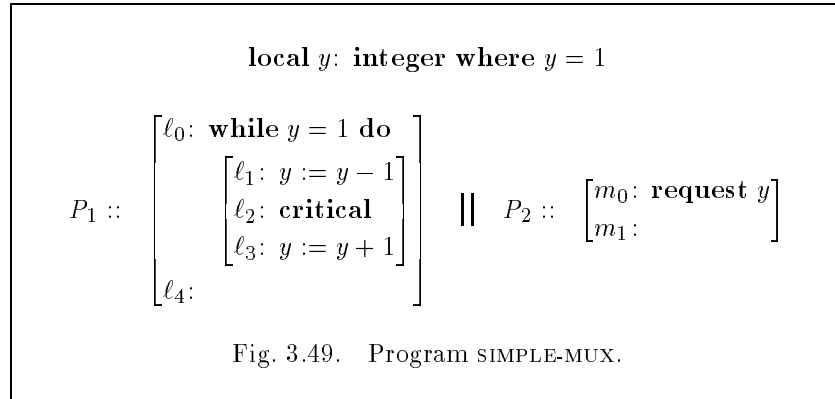 local y: integer where y = 1
P₁ :: ℓ₀: while y = 1 do
ℓ₁: y := y − 1
ℓ₂: critical
ℓ₃: y := y + 1
ℓ₄:
|| P₂ :: m₀: request y
m₁:
Fig. 3.49. Program SIMPLE-MUX.